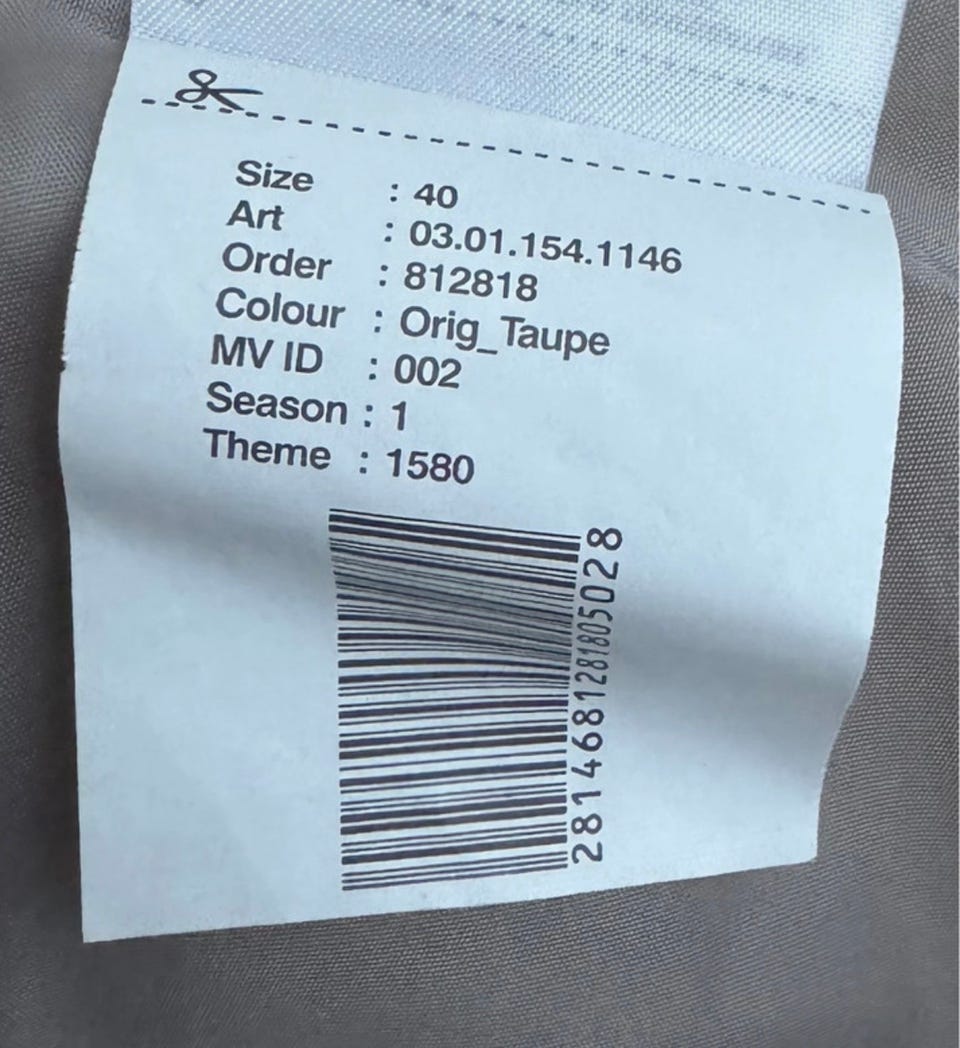 Size : 40
Art : 03.01.154.1146
Order : 812818
Colour : Orig_Taupe
MV ID : 002
Season : 1
Theme : 1580
2814681281805028